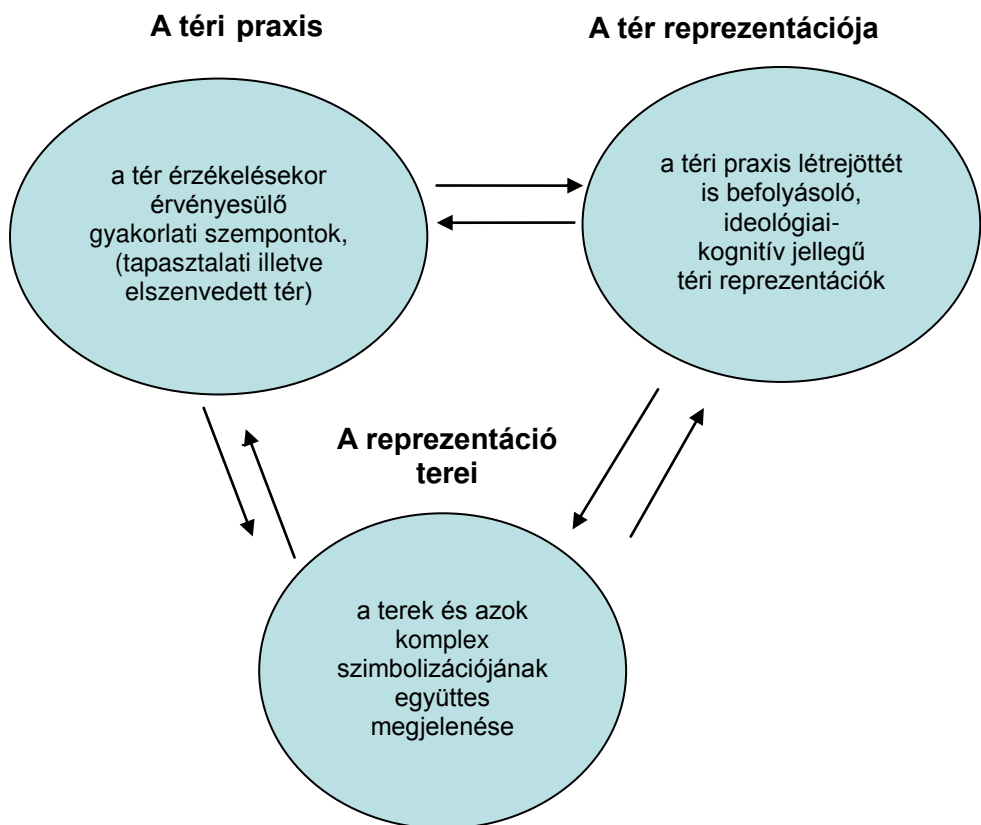 A téri praxis
A tér reprezentációja
a tér érzékelésekor
érvényesülő
gyakorlati szempontok,
(tapasztalati illetve
elszenvedett tér)
a téri praxis létrejöttét
is befolyásoló,
ideológiai-
kognitív jellegű
téri reprezentációk
A reprezentáció
terei
a terek és azok
komplex
szimbolizációjának
együttes
megjelenése